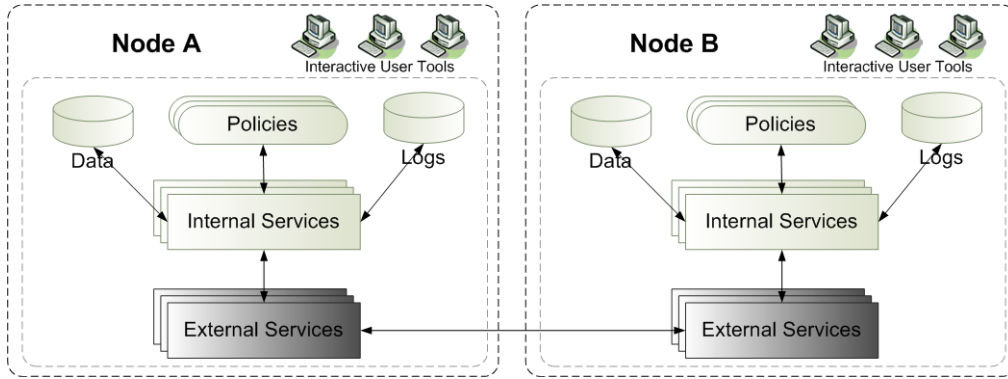 Node A
Interactive User Tools
Policies
Data
Logs
Internal Services
External Services
Node B
Interactive User Tools
Policies
Data
Logs
Internal Services
External Services